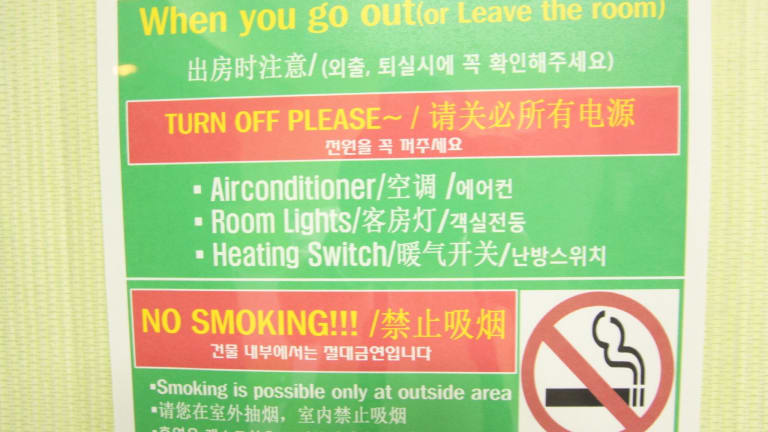 When you go out(or Leave the room)
出房时注意/ (외출, 퇴실시에 꼭 확인해주세요)
TURN OFF PLEASE~ / 请关必所有电源
전원을 꼭 꺼주세요
▪ Airconditioner/空调 /에어컨
▪ Room Lights/客房灯/객실전등
▪ Heating Switch/暖气开关/난방스위치
NO SMOKING!!! /禁止吸烟
건물 내부에서는 절대금연입니다
▪Smoking is possible only at outside area
▪请您在室外抽烟，室内禁止吸烟